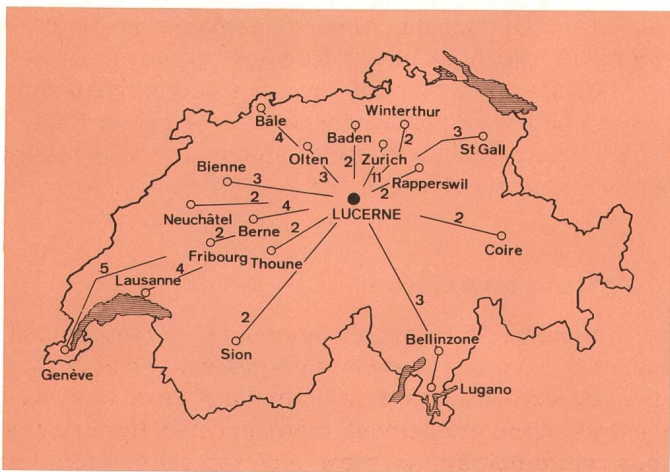 Winterthur
Bâle
Baden
4
2
3
St Gall
Olten
2
Zurich
Bienne
3
3
11
Rapperswil
2
2
4
LUCERNE
Neuchâtel
Berne
2
2
2
Fribourg
Thoune
Coire
5
Lausanne
4
3
2
Bellinzone
Sion
Genève
Lugano